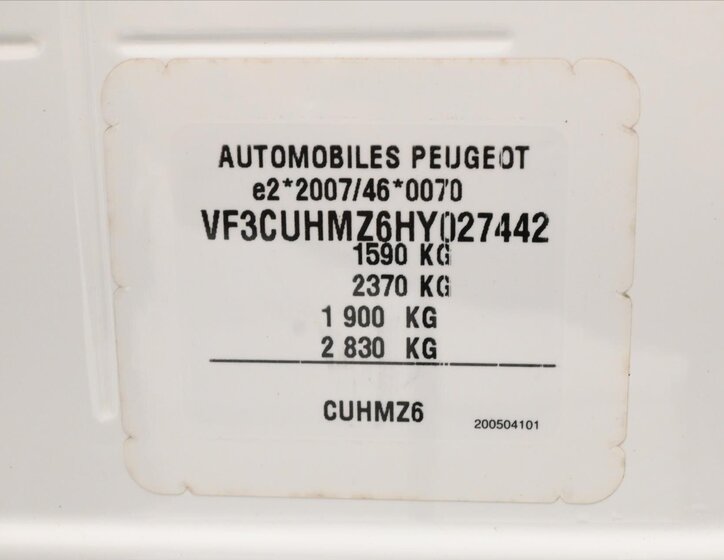 AUTOMOBILES PEUGEOT
e2*2007/46*0070
VF3CUHMZ6HY027442
1590 KG
2370 KG
1 900 KG
2 830 KG
CUHMZ6
200504101